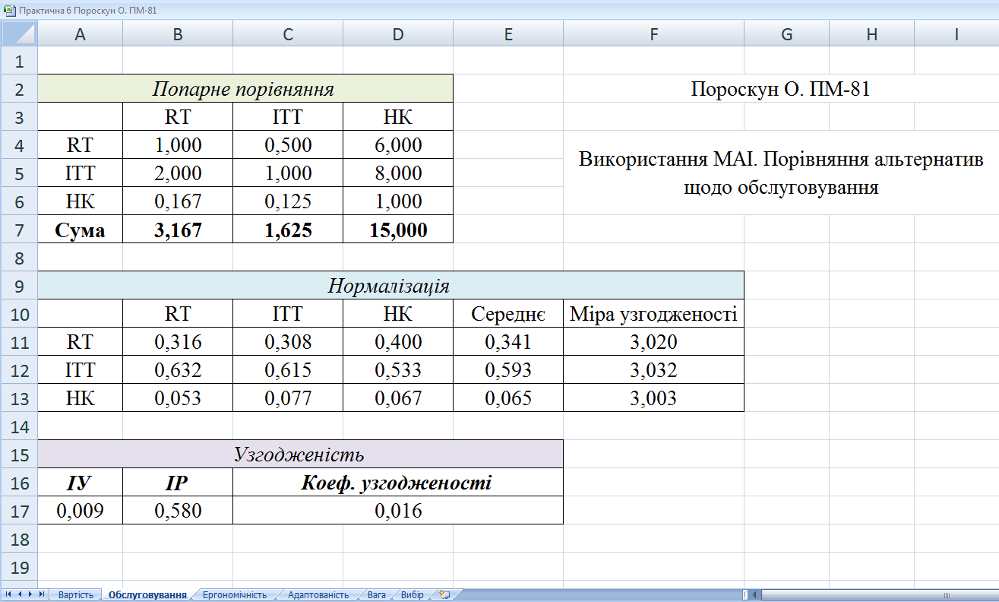 Практична 6 Пороскун О. ПМ-81
A B C D E F G H I
1
2 Попарне порівняння Пороскун О. ПМ-81
3 RT ІТТ НК
4 RT 1,000 0,500 6,000
Використання МАІ. Порівняння альтернатив
5 ІТТ 2,000 1,000 8,000
щодо обслуговування
6 НК 0,167 0,125 1,000
7 Сума 3,167 1,625 15,000
8
9 Нормалізація
10 RT ІТТ НК Середнє Міра узгодженості
11 RT 0,316 0,308 0,400 0,341 3,020
12 ІТТ 0,632 0,615 0,533 0,593 3,032
13 НК 0,053 0,077 0,067 0,065 3,003
14
15 Узгодженість
16 ІУ ІР Коеф. узгодженості
17 0,009 0,580 0,016
18
19
Вартість Обслуговування Ергономічність Адаптованість Вага Вибір